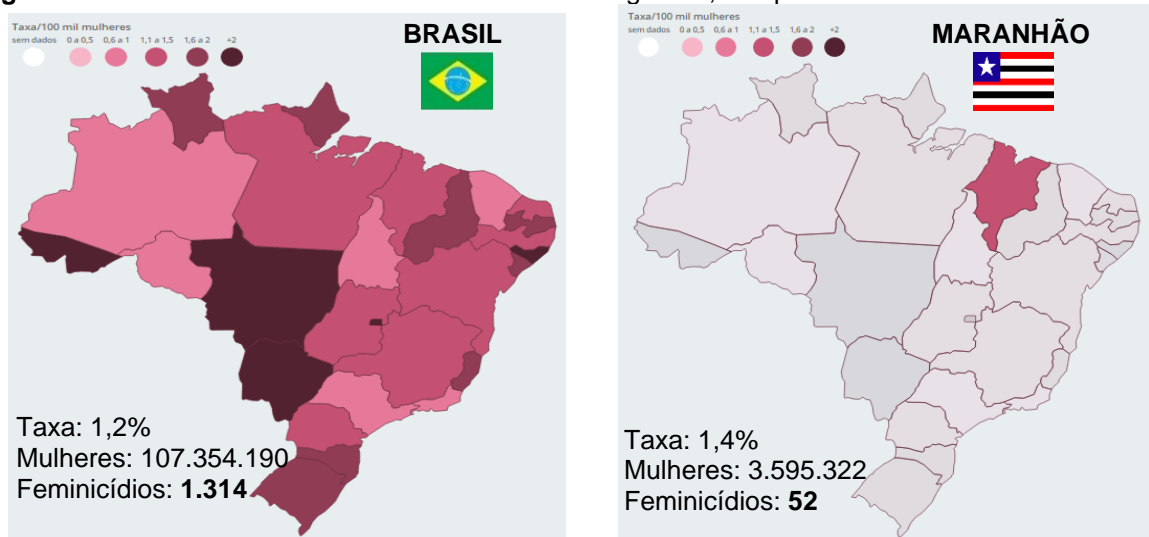 Taxa/100 mil mulheres
sem dados 0 a 0,5 0,6 a 1 1,1 a 1,5 1,6 a 2 +2
BRASIL
Taxa: 1,2%
Mulheres: 107.354.190
Feminicídios: 1.314
Taxa/100 mil mulheres
sem dados 0 a 0,5 0,6 a 1 1,1 a 1,5 1,6 a 2 +2
MARANHÃO
Taxa: 1,4%
Mulheres: 3.595.322
Feminicídios: 52